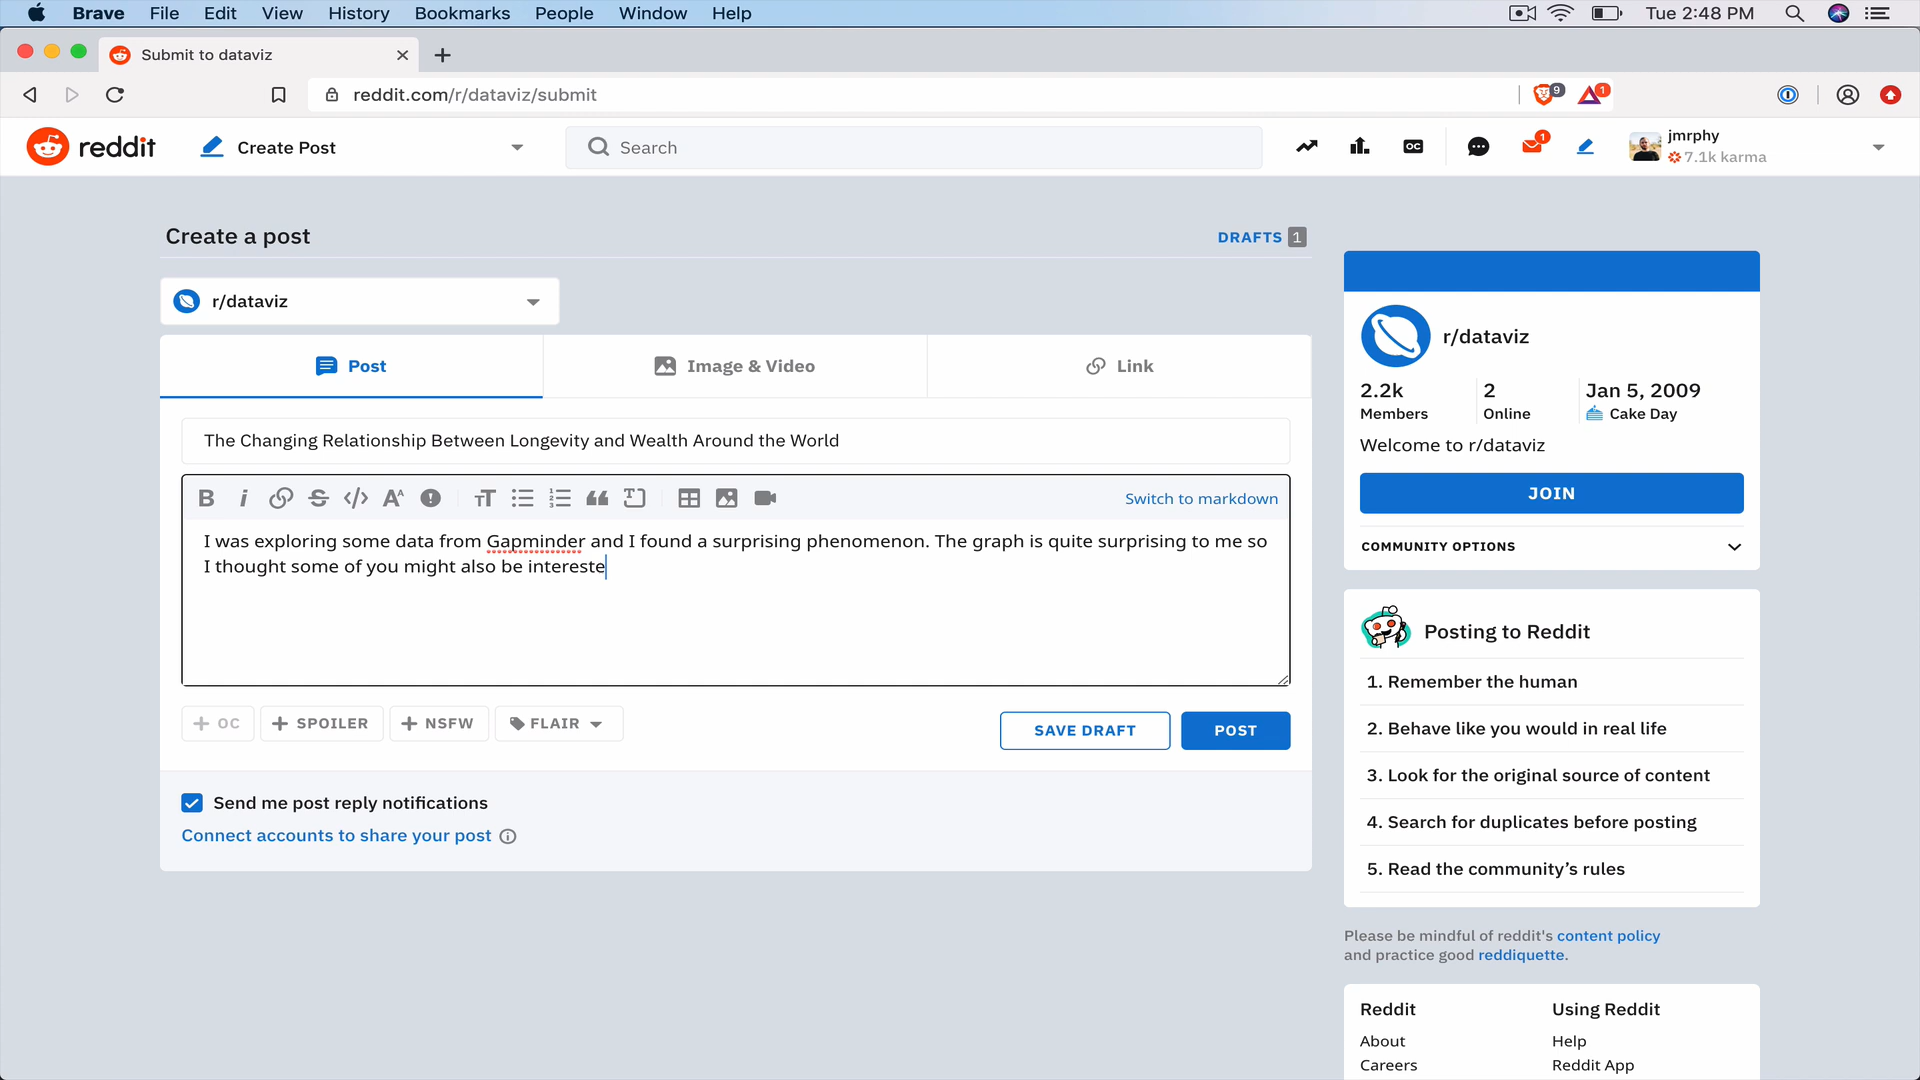 Brave File Edit View History Bookmarks People Window Help Tue 2:48 PM
Submit to dataviz
reddit.com/r/dataviz/submit 9 1
reddit Create Post Search OC 1 jmrphy
7.1k karma
Create a post DRAFTS 1
r/dataviz
Post Image & Video Link
The Changing Relationship Between Longevity and Wealth Around the World
B i Switch to markdown
I was exploring some data from Gapminder and I found a surprising phenomenon. The graph is quite surprising to me so
I thought some of you might also be intereste
+ OC + SPOILER + NSFW FLAIR SAVE DRAFT POST
Send me post reply notifications
Connect accounts to share your post
r/dataviz
2.2k 2 Jan 5, 2009
Members Online Cake Day
Welcome to r/dataviz
JOIN
COMMUNITY OPTIONS
Posting to Reddit
1. Remember the human
2. Behave like you would in real life
3. Look for the original source of content
4. Search for duplicates before posting
5. Read the community’s rules
Please be mindful of reddit's content policy
and practice good reddiquette.
Reddit Using Reddit
About Help
Careers Reddit App